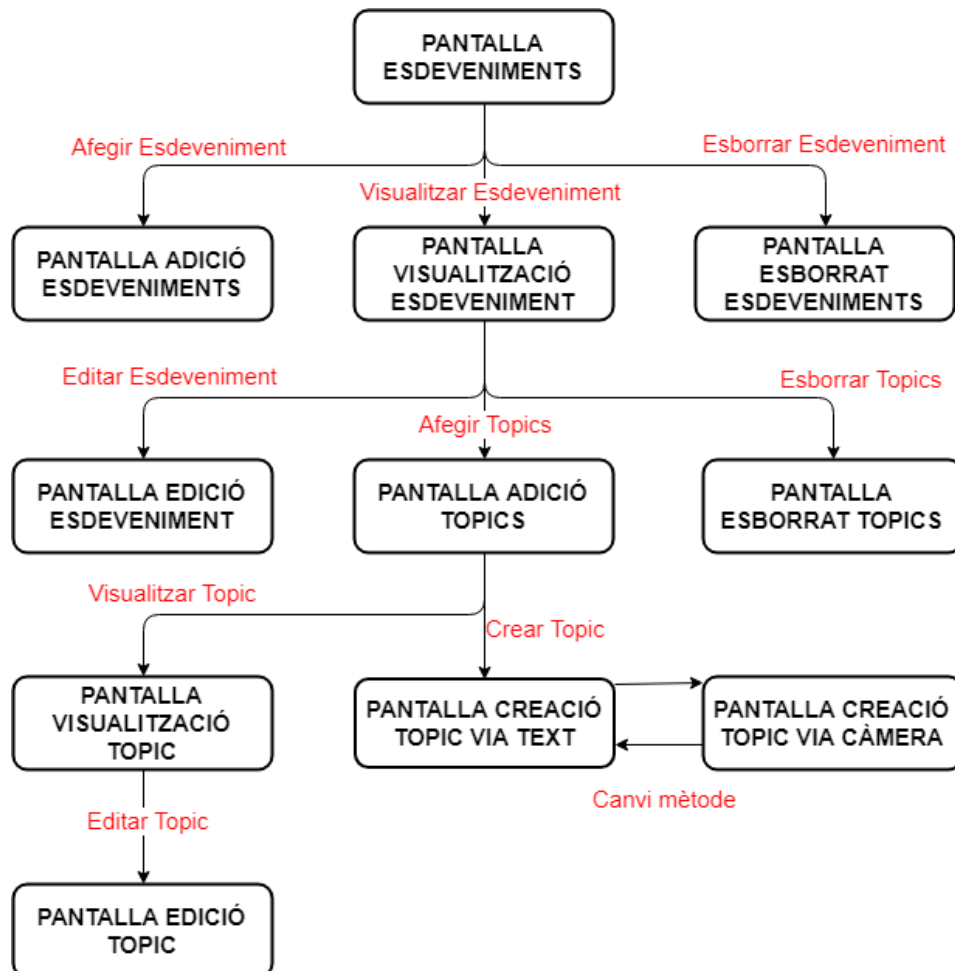 PANTALLA
ESDEVENIMENTS
Afegir Esdeveniment
Esborrar Esdeveniment
Visualitzar Esdeveniment
PANTALLA ADICIÓ
ESDEVENIMENTS
PANTALLA
VISUALITZACIÓ
ESDEVENIMENT
PANTALLA
ESBORRAT
ESDEVENIMENTS
Editar Esdeveniment
Esborrar Topics
Afegir Topics
PANTALLA EDICIÓ
ESDEVENIMENT
PANTALLA ADICIÓ
TOPICS
PANTALLA
ESBORRAT TOPICS
Visualitzar Topic
Crear Topic
PANTALLA
VISUALITZACIÓ
TOPIC
PANTALLA CREACIÓ
TOPIC VIA TEXT
PANTALLA CREACIÓ
TOPIC VIA CÀMERA
Canvi mètode
Editar Topic
PANTALLA EDICIÓ
TOPIC